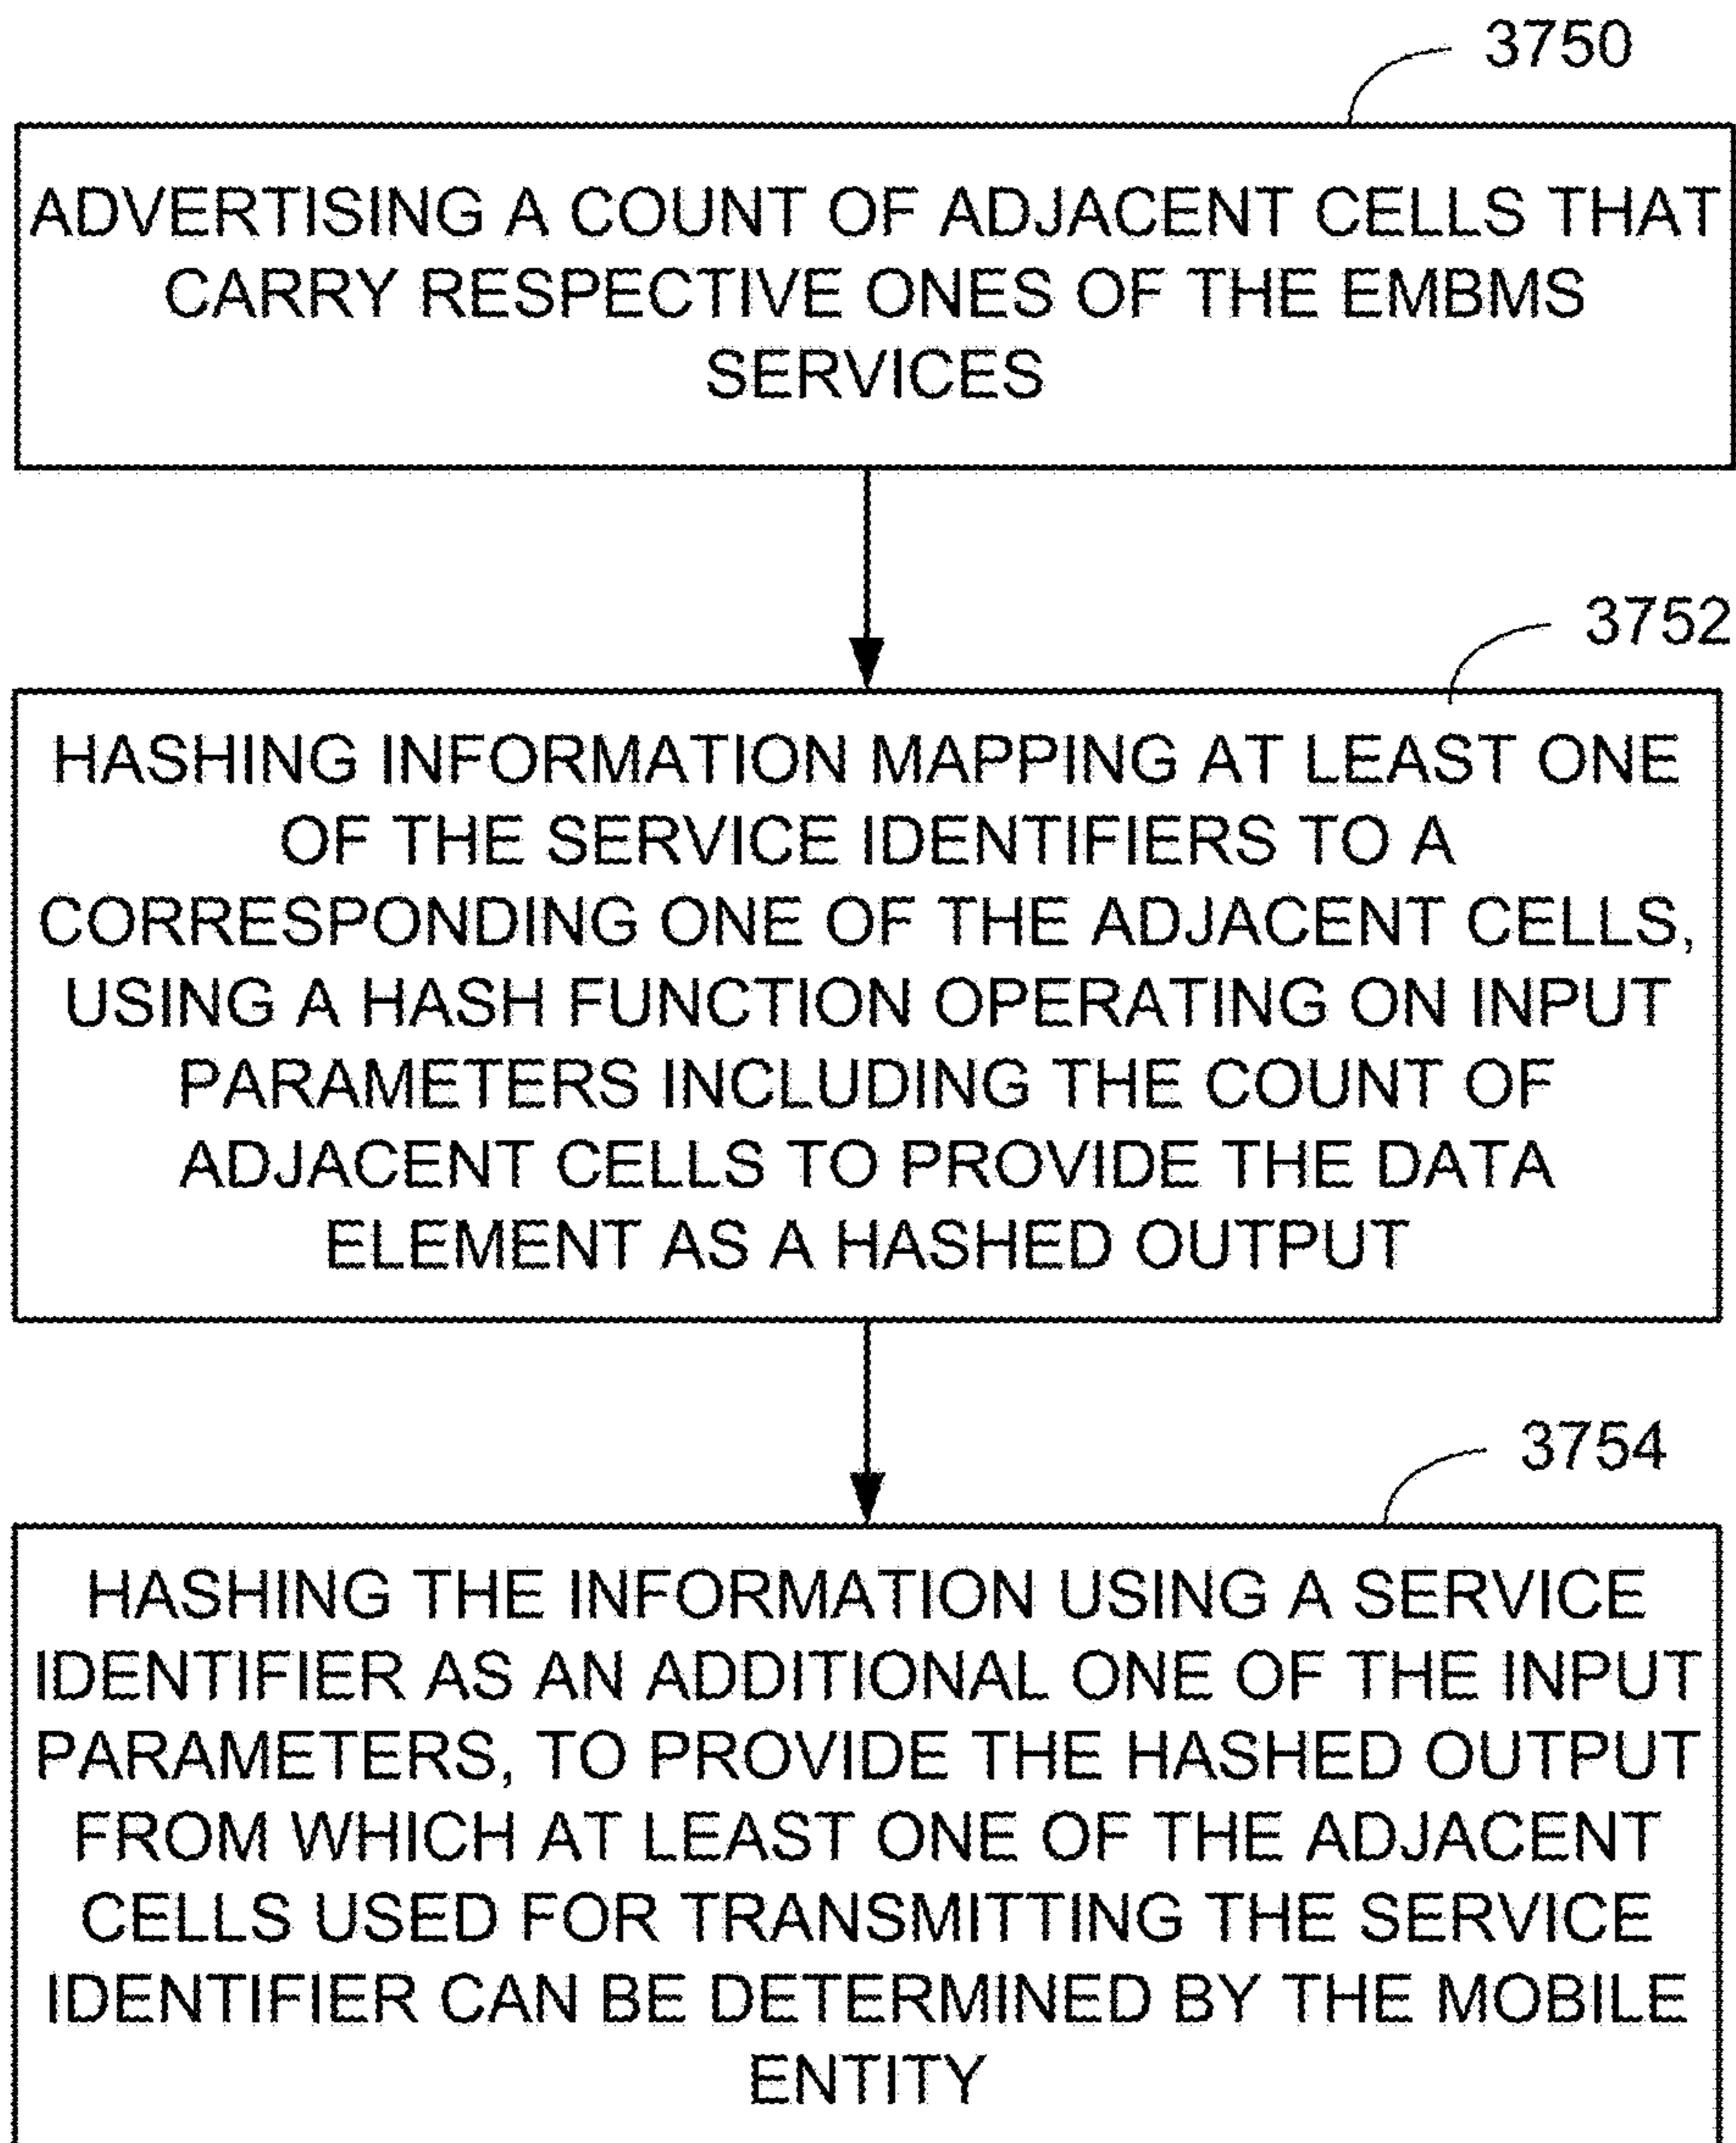 3750
ADVERTISING A COUNT OF ADJACENT CELLS THAT
CARRY RESPECTIVE ONES OF THE EMBMS
SERVICES
3752
HASHING INFORMATION MAPPING AT LEAST ONE
OF THE SERVICE IDENTIFIERS TO A
CORRESPONDING ONE OF THE ADJACENT CELLS,
USING A HASH FUNCTION OPERATING ON INPUT
PARAMETERS INCLUDING THE COUNT OF
ADJACENT CELLS TO PROVIDE THE DATA
ELEMENT AS A HASHED OUTPUT
3754
HASHING THE INFORMATION USING A SERVICE
IDENTIFIER AS AN ADDITIONAL ONE OF THE INPUT
PARAMETERS, TO PROVIDE THE HASHED OUTPUT
FROM WHICH AT LEAST ONE OF THE ADJACENT
CELLS USED FOR TRANSMITTING THE SERVICE
IDENTIFIER CAN BE DETERMINED BY THE MOBILE
ENTITY